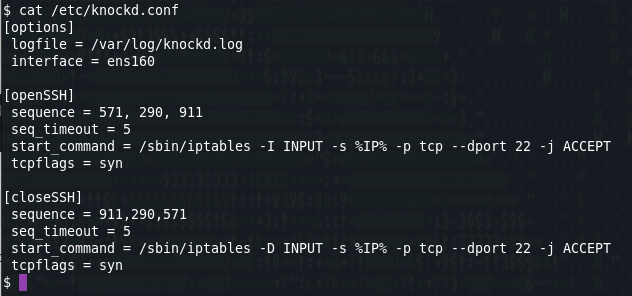 $ cat /etc/knockd.conf
[options]
logfile = /var/log/knockd.log
interface = ens160
[openSSH]
sequence = 571, 290, 911
seq_timeout = 5
start_command = /sbin/iptables -I INPUT -s %IP% -p tcp --dport 22 -j ACCEPT
tcpflags = syn
[closeSSH]
sequence = 911,290,571
seq_timeout = 5
start_command = /sbin/iptables -D INPUT -s %IP% -p tcp --dport 22 -j ACCEPT
tcpflags = syn
$